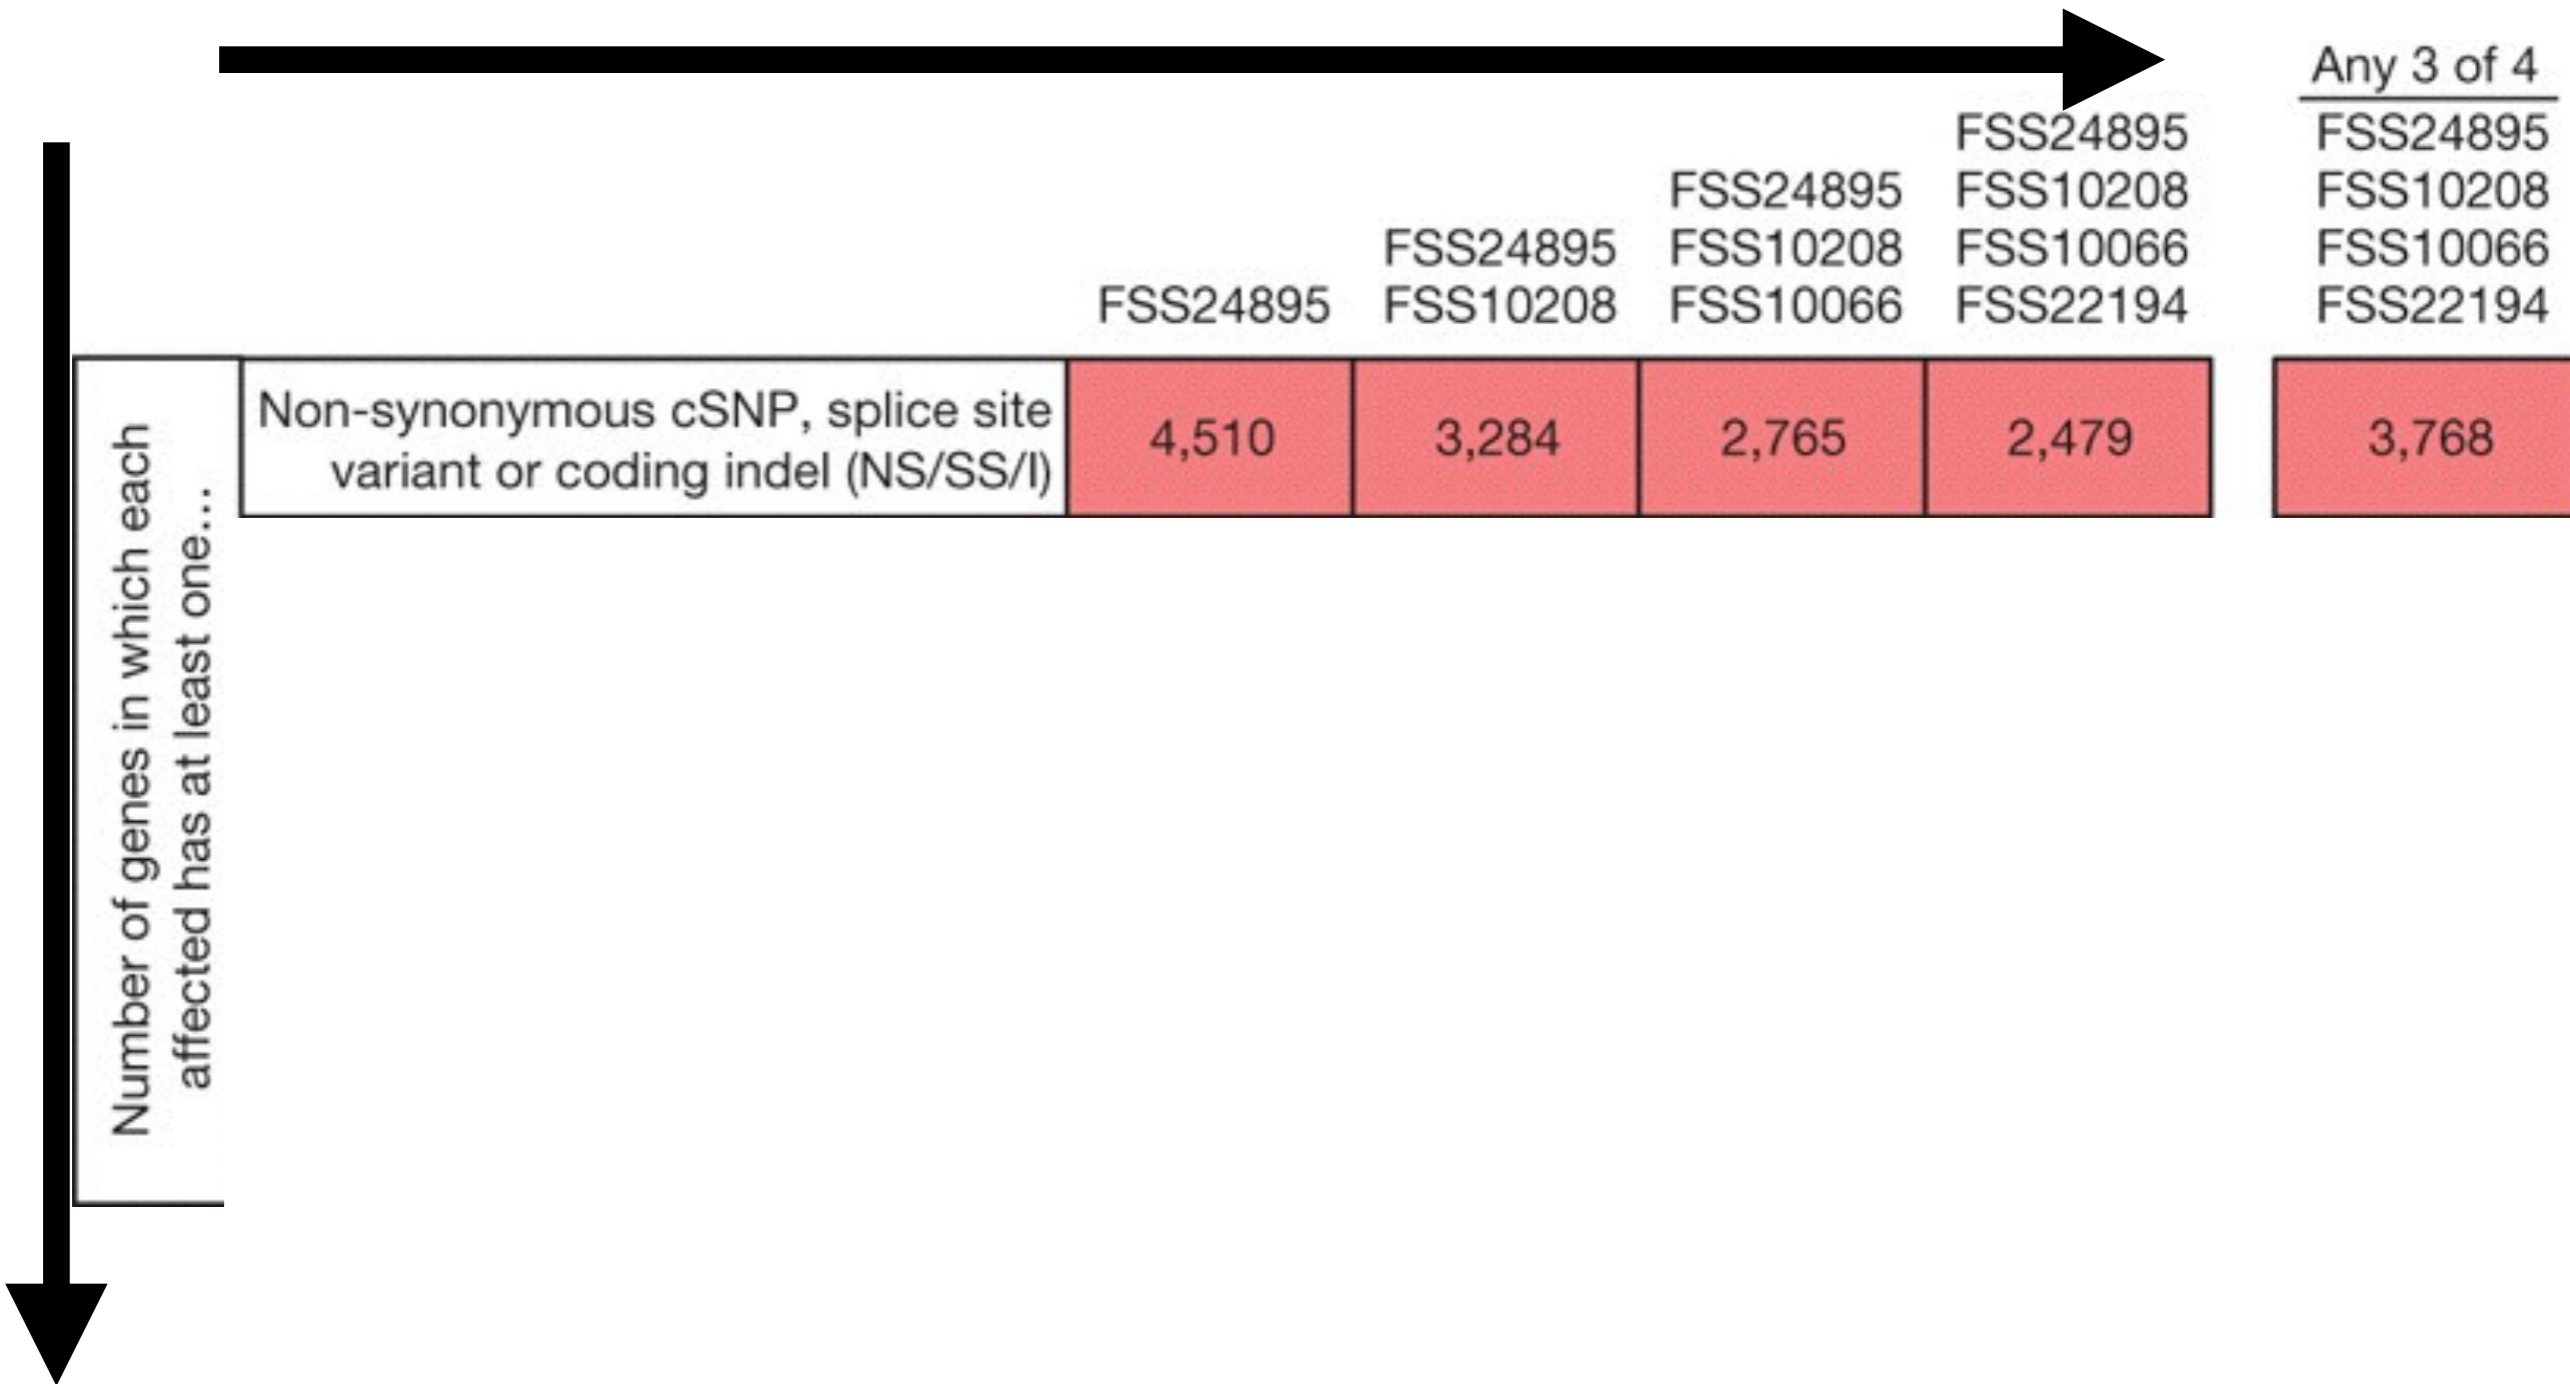 Any 3 of 4
FSS24895 FSS24895
FSS24895 FSS10208 FSS10208
FSS24895 FSS10208 FSS10066 FSS10066
FSS24895 FSS10208 FSS10066 FSS22194 FSS22194
Number of genes in which each
affected has at least one...
Non-synonymous cSNP, splice site
variant or coding indel (NS/SS/I)
4,510 3,284 2,765 2,479 3,768